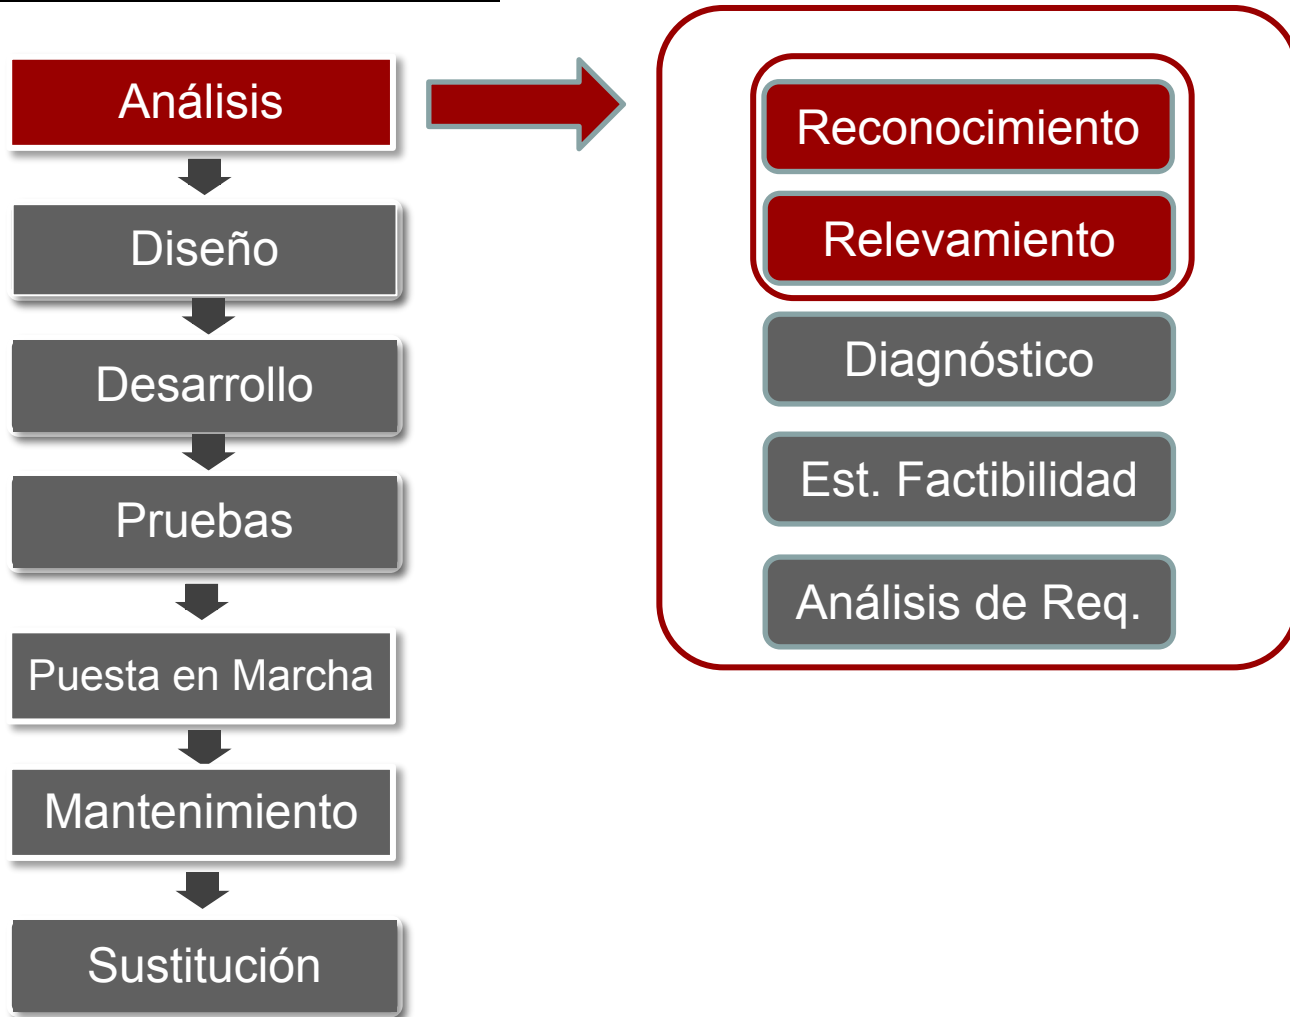 Análisis
Diseño
Desarrollo
Pruebas
Puesta en Marcha
Mantenimiento
Sustitución
Reconocimiento
Relevamiento
Diagnóstico
Est. Factibilidad
Análisis de Req.